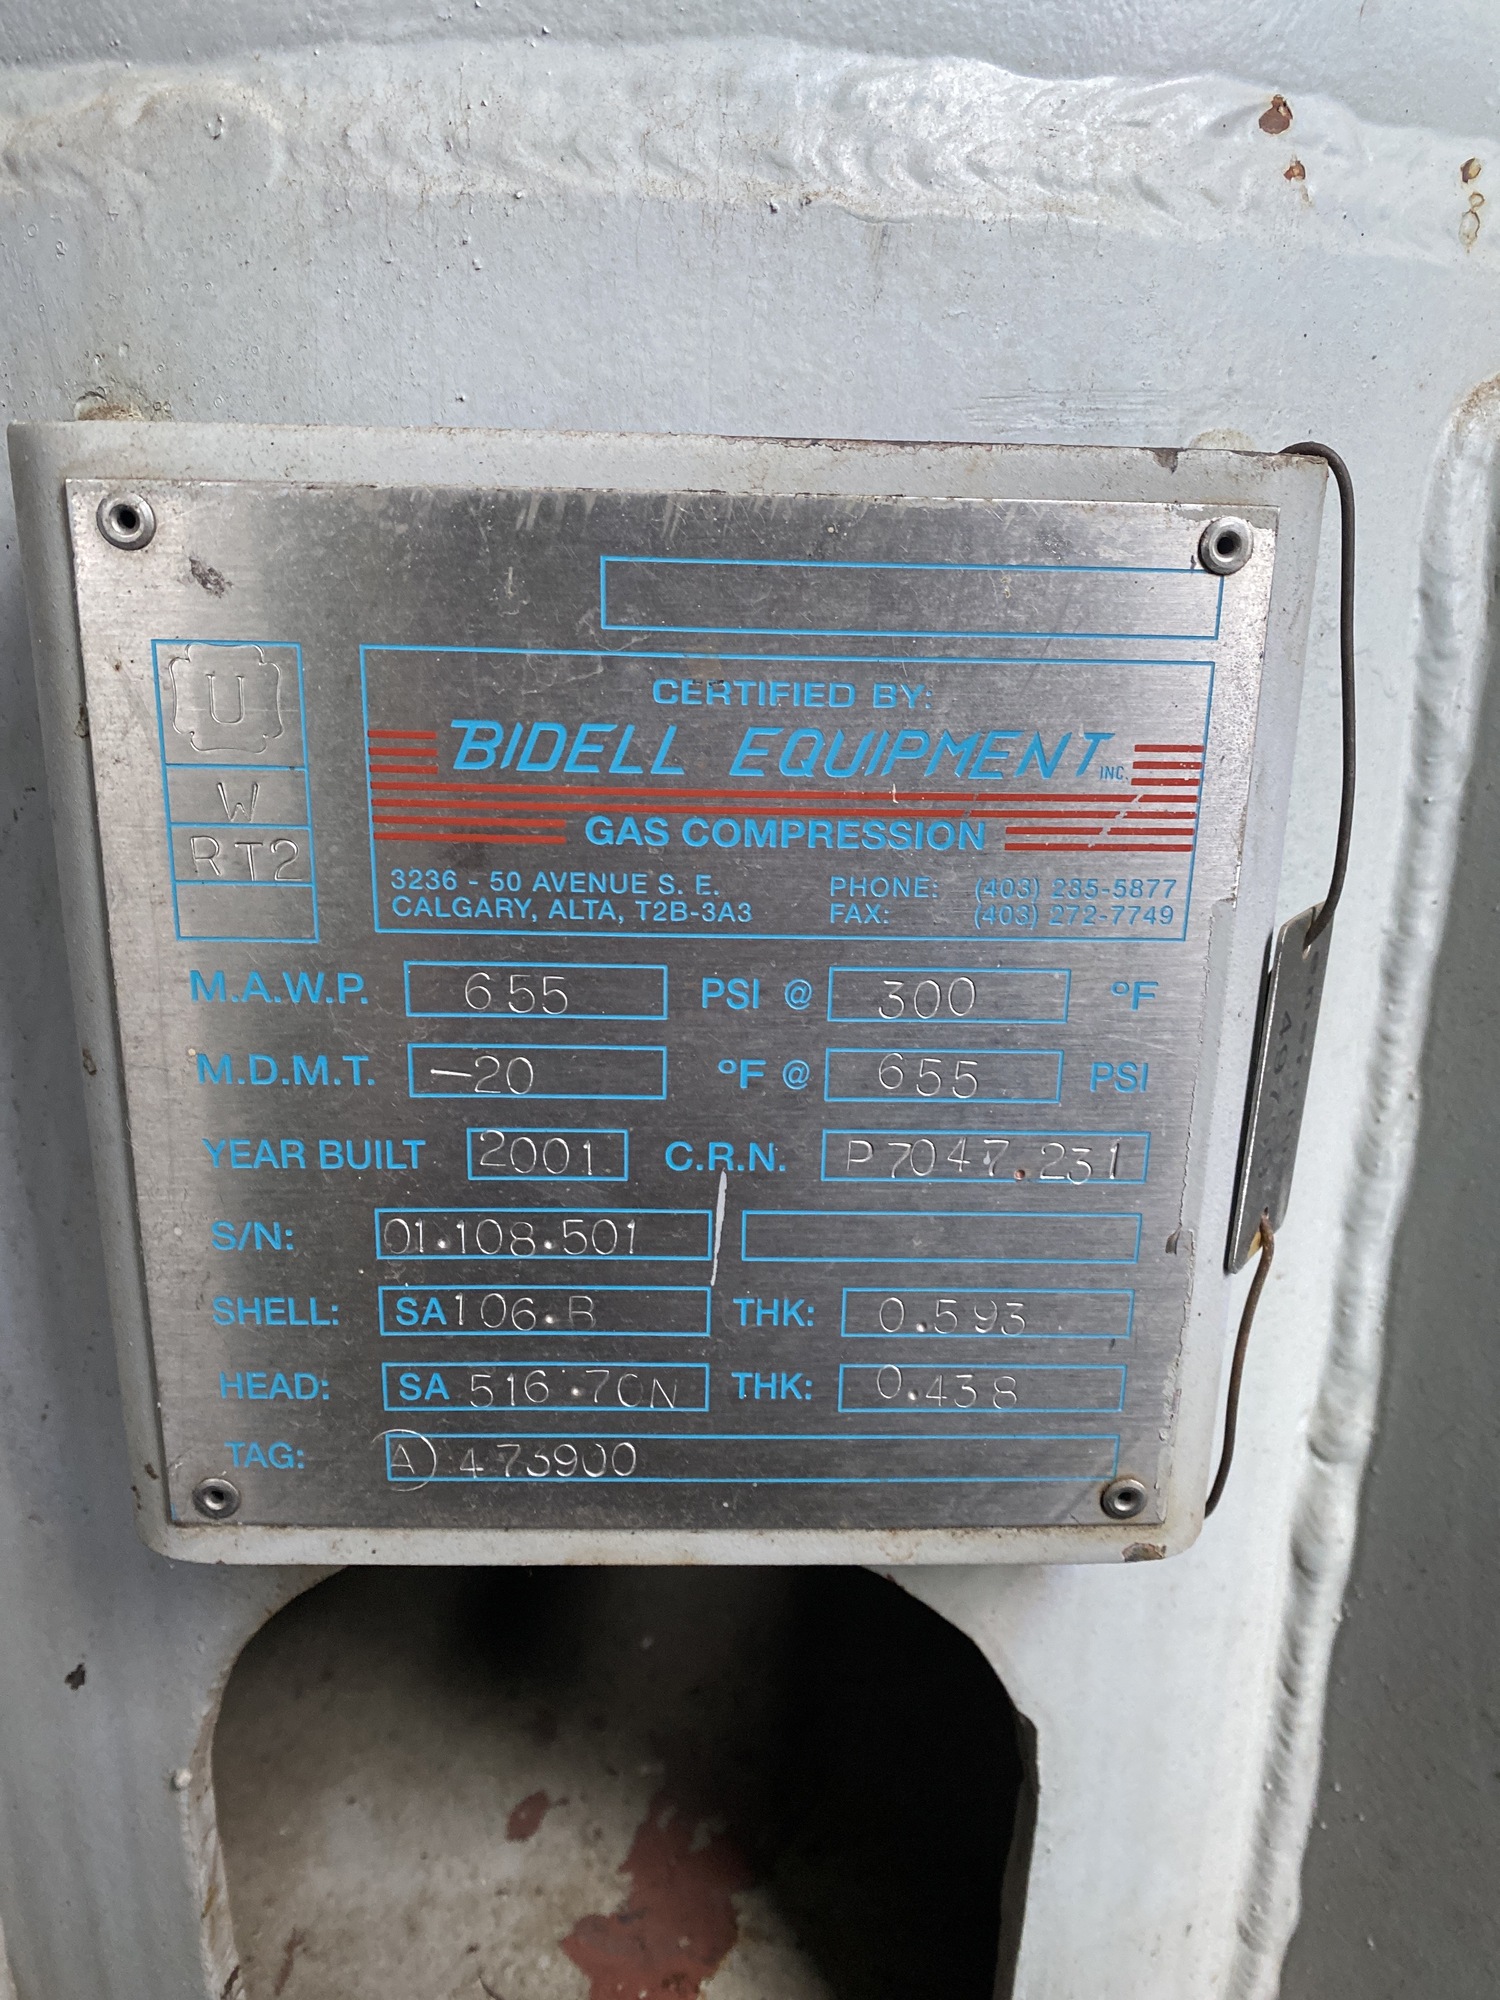 U
W
RT2
CERTIFIED BY:
BIDELL EQUIPMENT INC.
GAS COMPRESSION
3236 - 50 AVENUE S. E. PHONE: (403) 235-5877
CALGARY, ALTA, T2B-3A3 FAX: (403) 272-7749
M.A.W.P. 655 PSI @ 300 °F
M.D.M.T. -20 °F @ 655 PSI
YEAR BUILT 2001 C.R.N. P7047.231
S/N: 01.108.501
SHELL: SA106.B THK: 0.593
HEAD: SA 516.70N THK: 0.438
TAG: A 473900